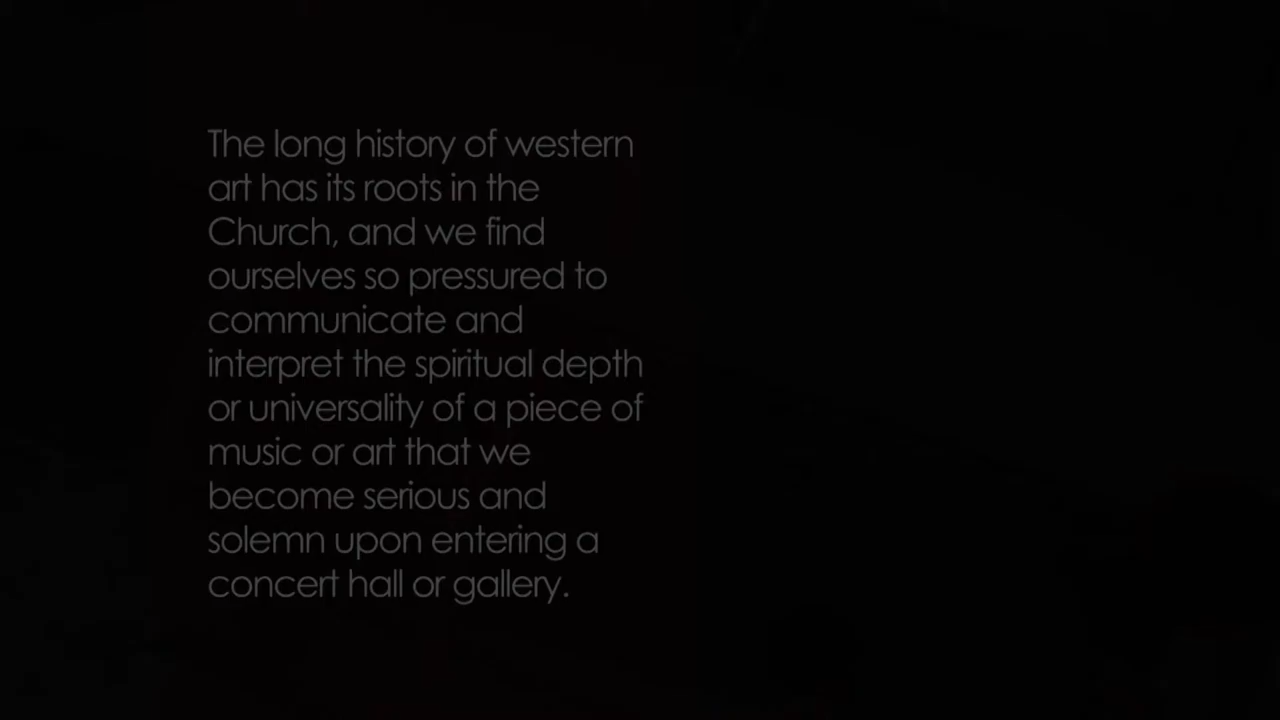 The long history of western
art has its roots in the
Church, and we find
ourselves so pressured to
communicate and
interpret the spiritual depth
or universality of a piece of
music or art that we
become serious and
solemn upon entering a
concert hall or gallery.